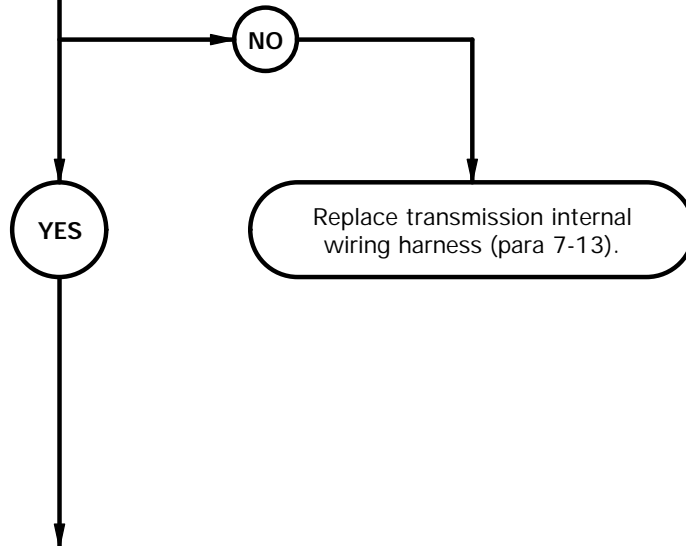 NO
YES
Replace transmission internal
wiring harness (para 7-13).